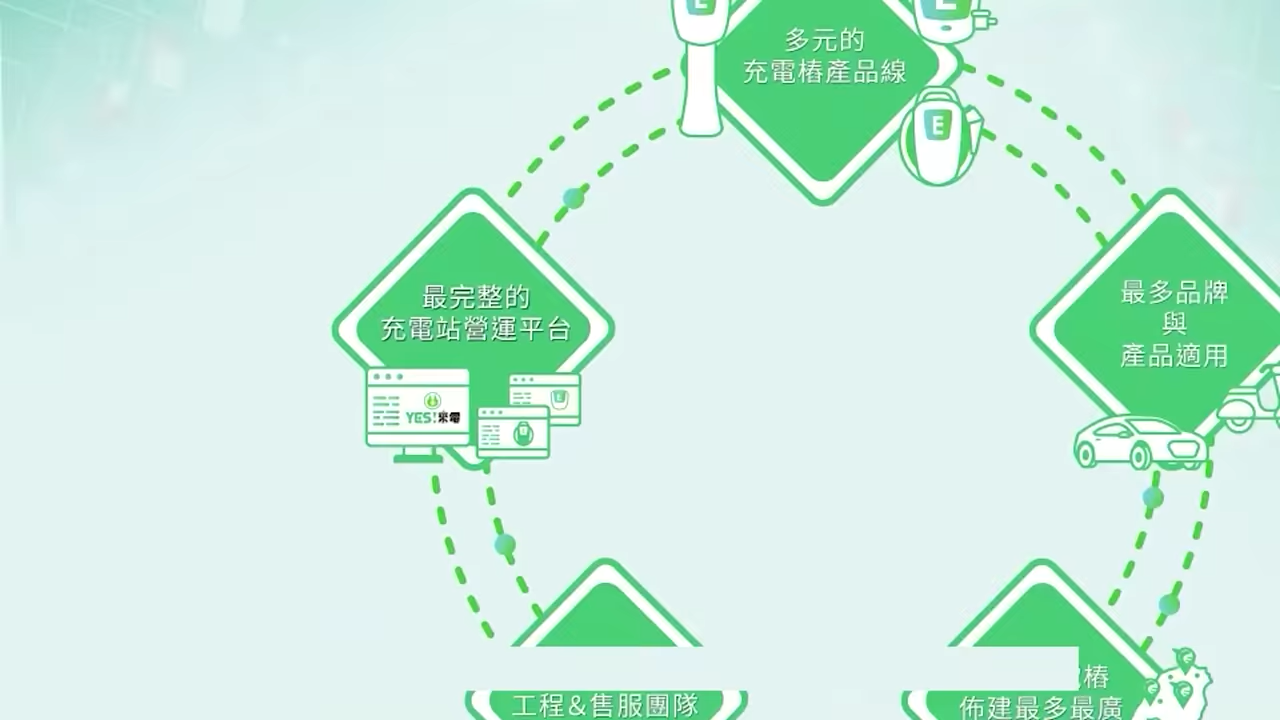 E
E
多元的
充電樁產品線
E
最完整的
充電站營運平台
YES!來電
最多品牌
與
產品適用
樁
工程&售服團隊
佈建最多最廣